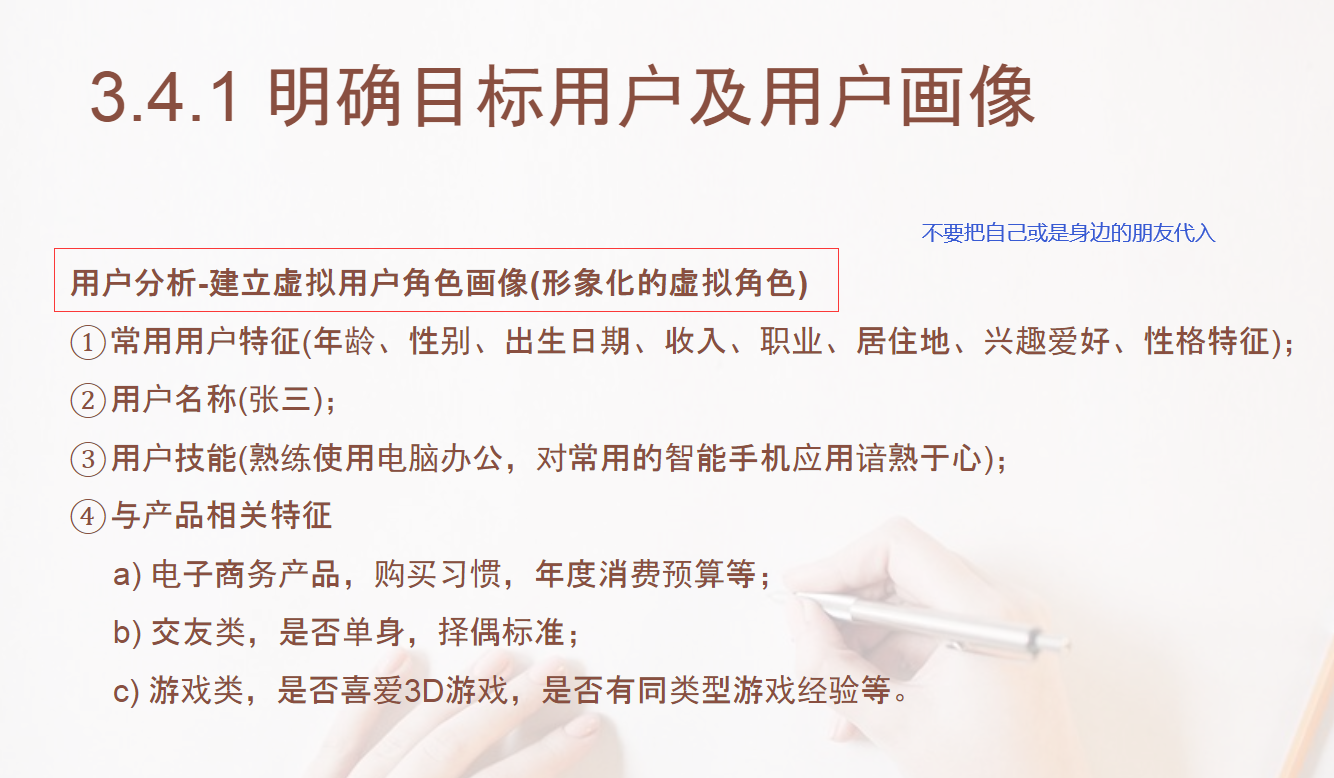 3.4.1 明确目标用户及用户画像
不要把自己或是身边的朋友代入
用户分析-建立虚拟用户角色画像(形象化的虚拟角色)
①常用用户特征(年龄、性别、出生日期、收入、职业、居住地、兴趣爱好、性格特征)；
②用户名称(张三)；
③用户技能(熟练使用电脑办公，对常用的智能手机应用谙熟于心)；
④与产品相关特征
a) 电子商务产品，购买习惯，年度消费预算等；
b) 交友类，是否单身，择偶标准；
c) 游戏类，是否喜爱3D游戏，是否有同类型游戏经验等。